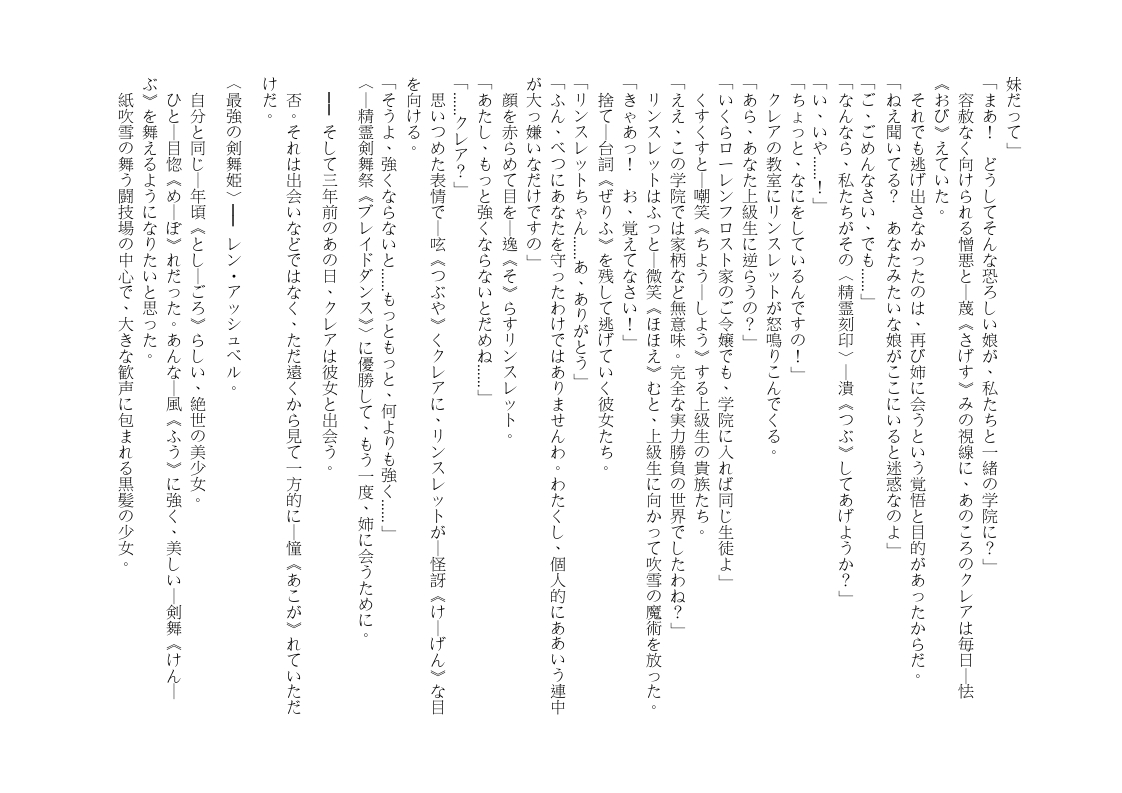 妹だって」
「まあ！　どうしてそんな恐ろしい娘が、私たちと一緒の学院に？」
　容赦なく向けられる憎悪と―蔑《さげす》みの視線に、あのころのクレアは毎日―怯
《おび》えていた。
　それでも逃げ出さなかったのは、再び姉に会うという覚悟と目的があったからだ。
「ねえ聞いてる？　あなたみたいな娘がここにいると迷惑なのよ」
「ご、ごめんなさい、でも……」
「なんなら、私たちがその〈精霊刻印〉―潰《つぶ》してあげようか？」
「い、いや……！」
「ちょっと、なにをしているんですの！」
　クレアの教室にリンスレットが怒鳴りこんでくる。
「あら、あなた上級生に逆らうの？」
「いくらローレンフロスト家のご令嬢でも、学院に入れば同じ生徒よ」
　くすくすと―嘲笑《ちよう―しよう》する上級生の貴族たち。
「ええ、この学院では家柄など無意味。完全な実力勝負の世界でしたわね？」
　リンスレットはふっと―微笑《ほほえ》むと、上級生に向かって吹雪の魔術を放った。
「きゃあっ！　お、覚えてなさい！」
　捨て―台詞《ぜりふ》を残して逃げていく彼女たち。
「リンスレットちゃん……あ、ありがとう」
「ふん、べつにあなたを守ったわけではありませんわ。わたくし、個人的にああいう連中
が大っ嫌いなだけですの」
　顔を赤らめて目を―逸《そ》らすリンスレット。
「あたし、もっと強くならないとだめね……」
「……クレア？」
　思いつめた表情で―呟《つぶや》くクレアに、リンスレットが―怪訝《け―げん》な目
を向ける。
「そうよ、強くならないと……もっともっと、何よりも強く……」
〈―精霊剣舞祭《ブレイドダンス》〉に優勝して、もう一度、姉に会うために。
　━━　そして三年前のあの日、クレアは彼女と出会う。
　否。それは出会いなどではなく、ただ遠くから見て一方的に―憧《あこが》れていただ
けだ。
〈最強の剣舞姫〉━━　レン・アッシュベル。
　自分と同じ―年頃《とし―ごろ》らしい、絶世の美少女。
　ひと―目惚《め―ぼ》れだった。あんな―風《ふう》に強く、美しい―剣舞《けん―
ぶ》を舞えるようになりたいと思った。
　紙吹雪の舞う闘技場の中心で、大きな歓声に包まれる黒髪の少女。